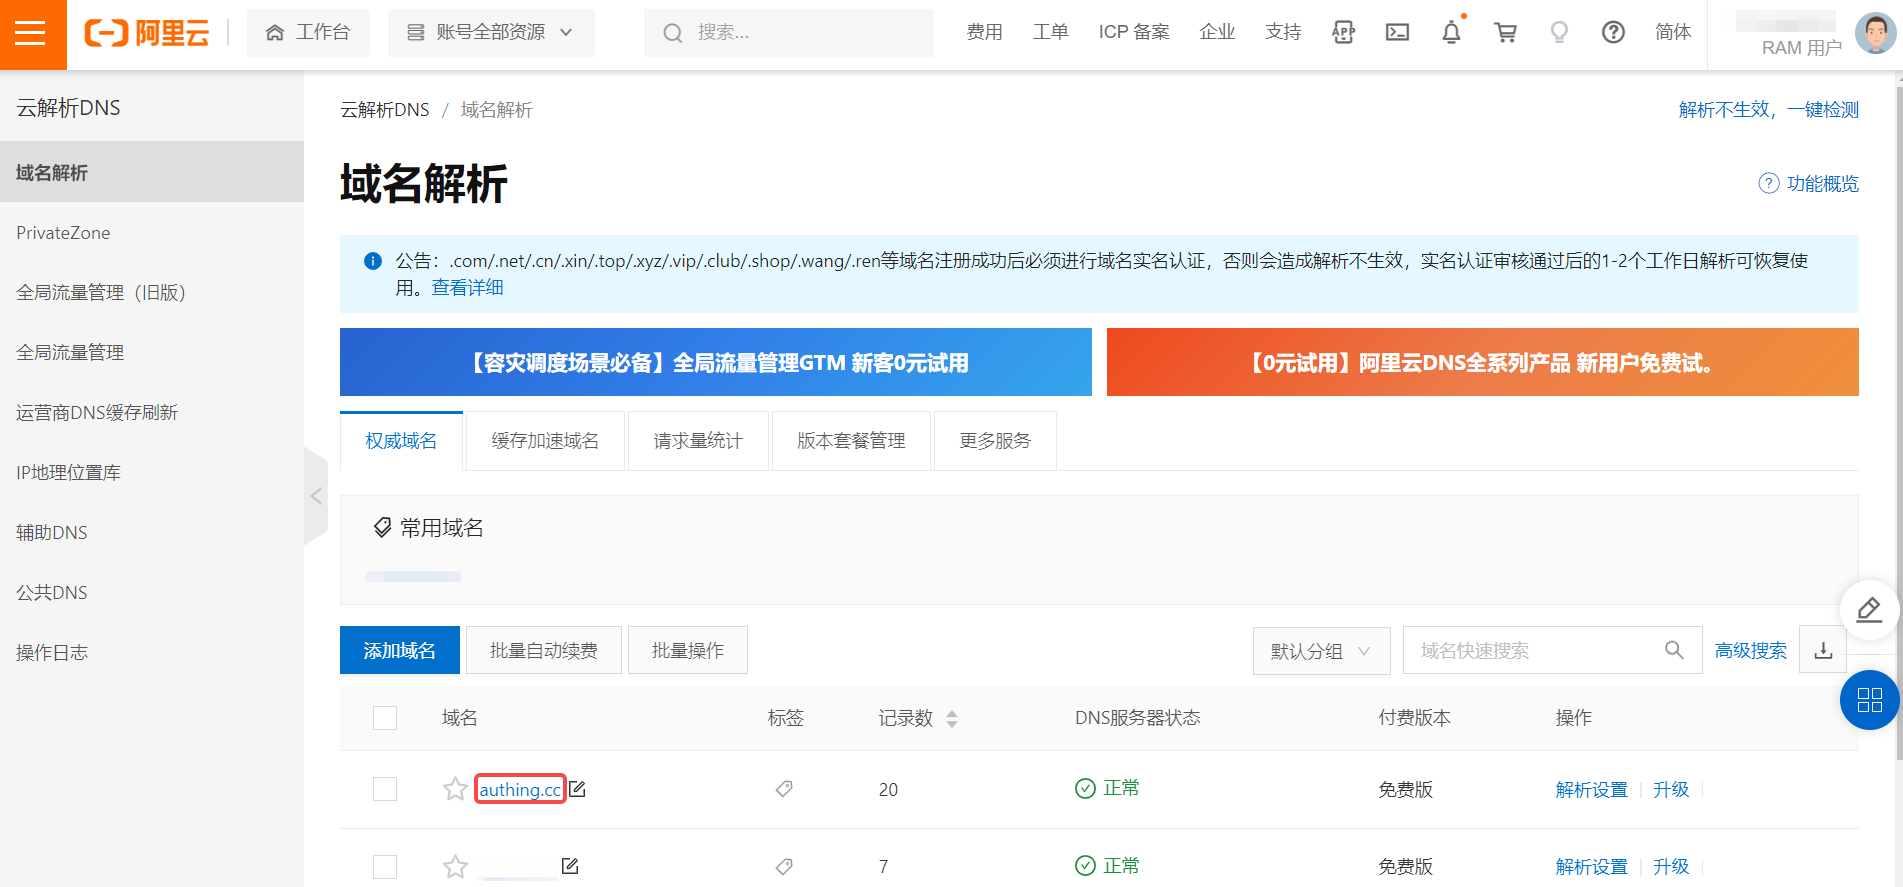 阿里云
工作台
账号全部资源
搜索...
费用
工单
ICP 备案
企业
支持
APP
简体
RAM 用户
云解析DNS
域名解析
PrivateZone
全局流量管理（旧版）
全局流量管理
运营商DNS缓存刷新
IP地理位置库
辅助DNS
公共DNS
操作日志
云解析DNS / 域名解析
解析不生效，一键检测
域名解析
功能概览
公告：.com/.net/.cn/.xin/.top/.xyz/.vip/.club/.shop/.wang/.ren等域名注册成功后必须进行域名实名认证，否则会造成解析不生效，实名认证审核通过后的1-2个工作日解析可恢复使
用。查看详细
【容灾调度场景必备】全局流量管理GTM 新客0元试用
【0元试用】阿里云DNS全系列产品 新用户免费试。
权威域名
缓存加速域名
请求量统计
版本套餐管理
更多服务
常用域名
添加域名
批量自动续费
批量操作
默认分组
域名快速搜索
高级搜索
域名 标签 记录数 DNS服务器状态 付费版本 操作
authing.cc 20 正常 免费版 解析设置 升级
7 正常 免费版 解析设置 升级